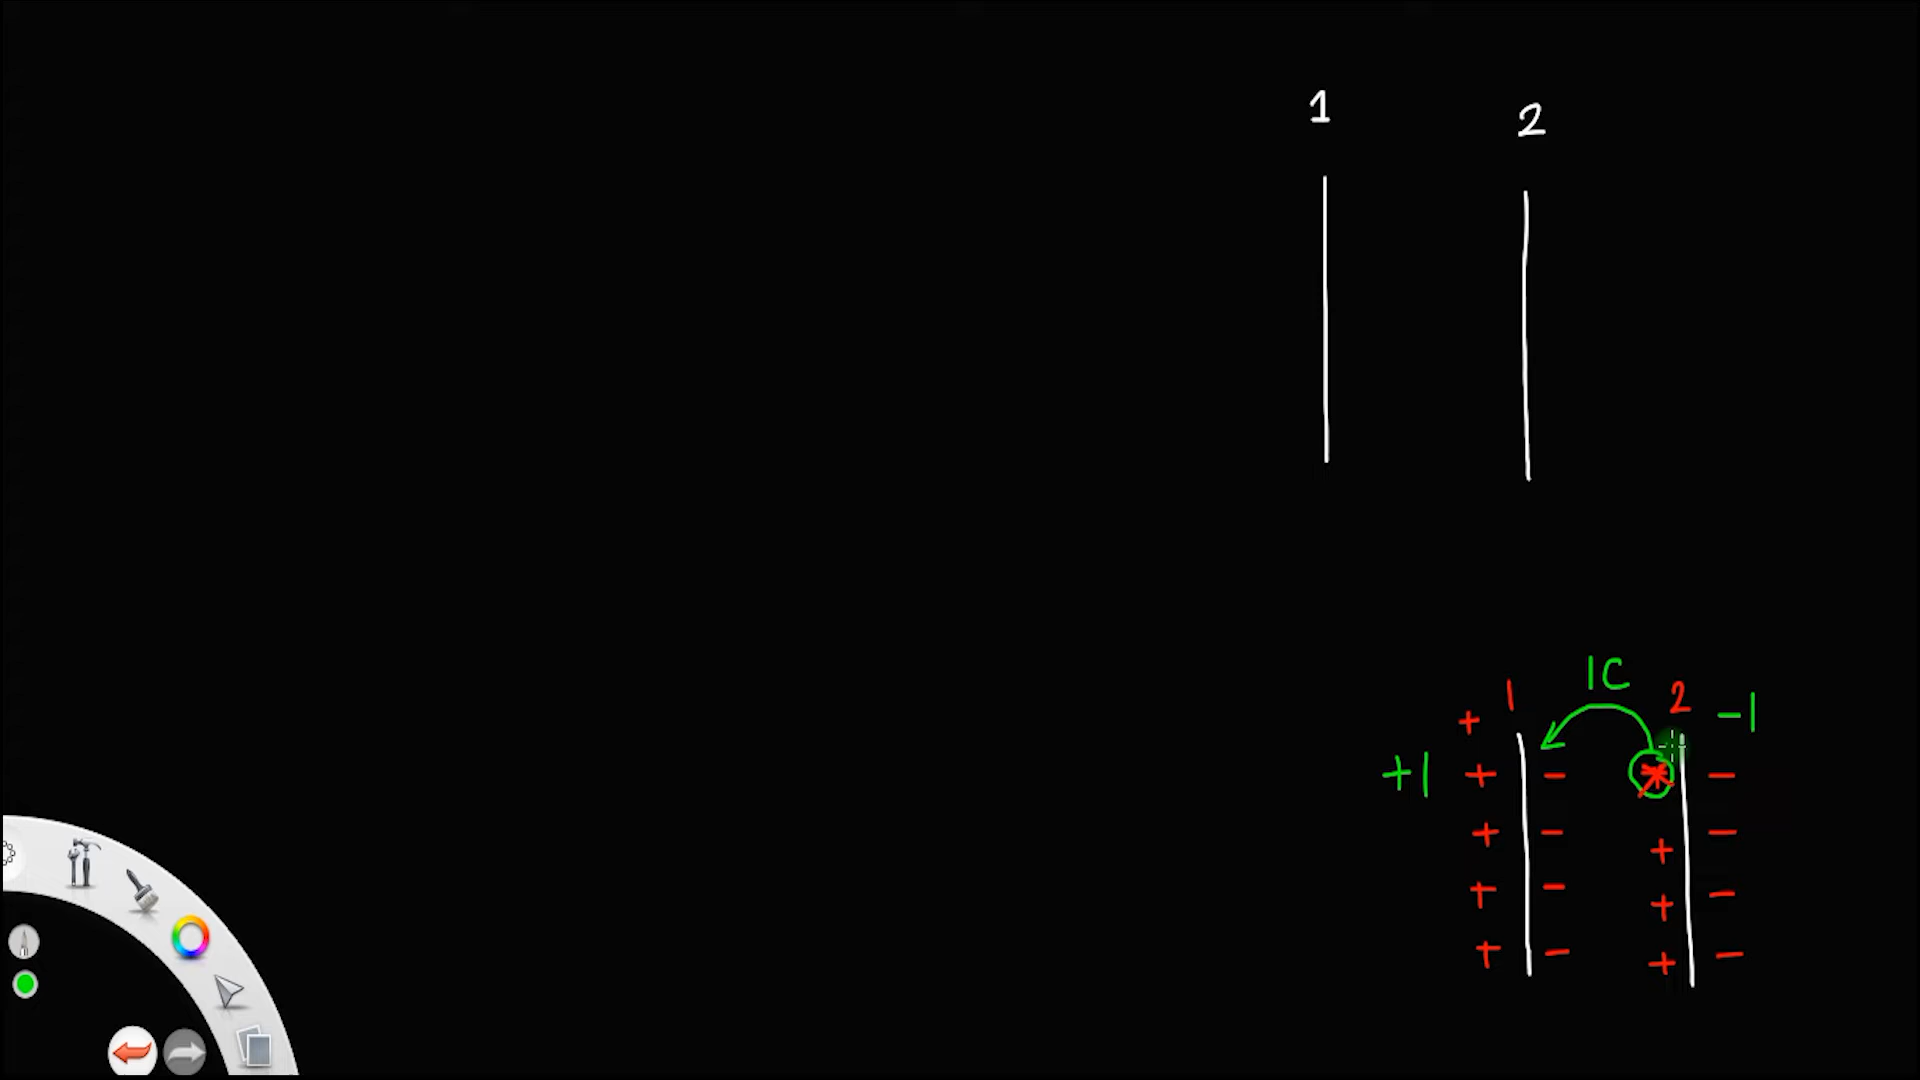 1 2
1C
1 2 -1
+
+1 + - * -
+ - + -
+ - + -
+ - + -